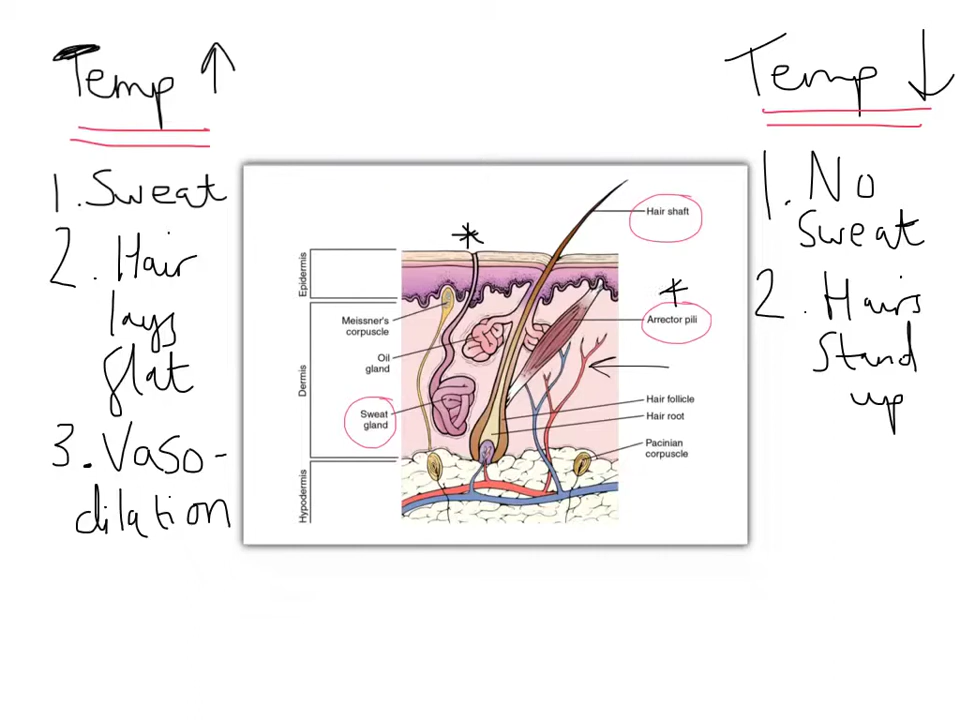 Temp ↑
1. Sweat
2. Hair
lays
flat
3. Vaso-
dilation
Epidermis
Dermis
Hypodermis
Meissner's
corpuscle
Oil
gland
Sweat
gland
*
Hair shaft
*
Arrector pili
Hair follicle
Hair root
Pacinian
corpuscle
Temp ↓
1. No
Sweat
2. Hairs
Stand
up